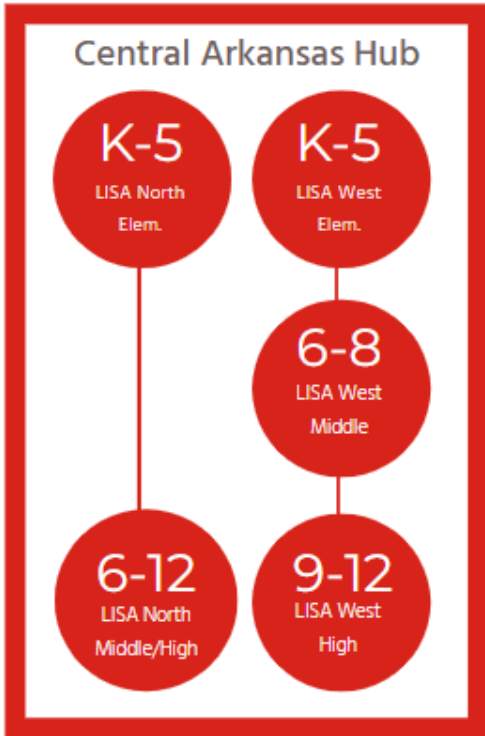 Central Arkansas Hub
K-5
LISA North
Elem.
K-5
LISA West
Elem.
6-8
LISA West
Middle
6-12
LISA North
Middle/High
9-12
LISA West
High